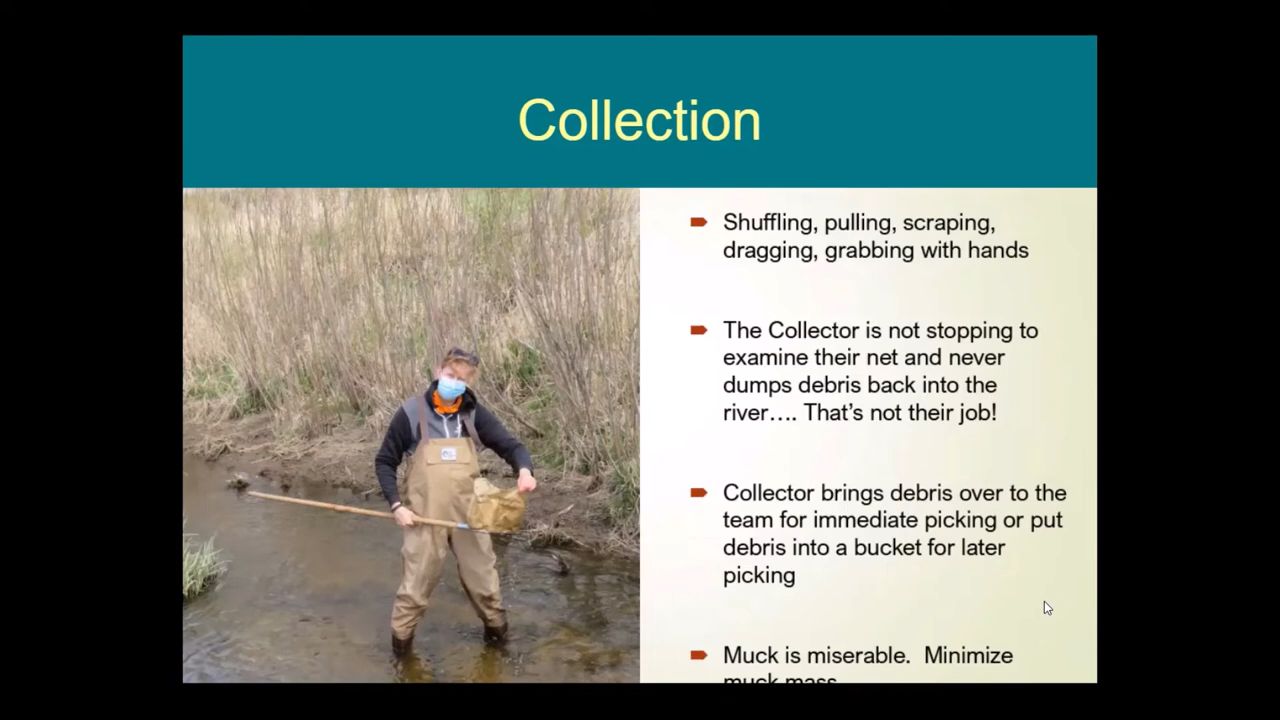 Collection
Shuffling, pulling, scraping,
dragging, grabbing with hands
The Collector is not stopping to
examine their net and never
dumps debris back into the
river…. That’s not their job!
Collector brings debris over to the
team for immediate picking or put
debris into a bucket for later
picking
Muck is miserable.  Minimize
muck mass